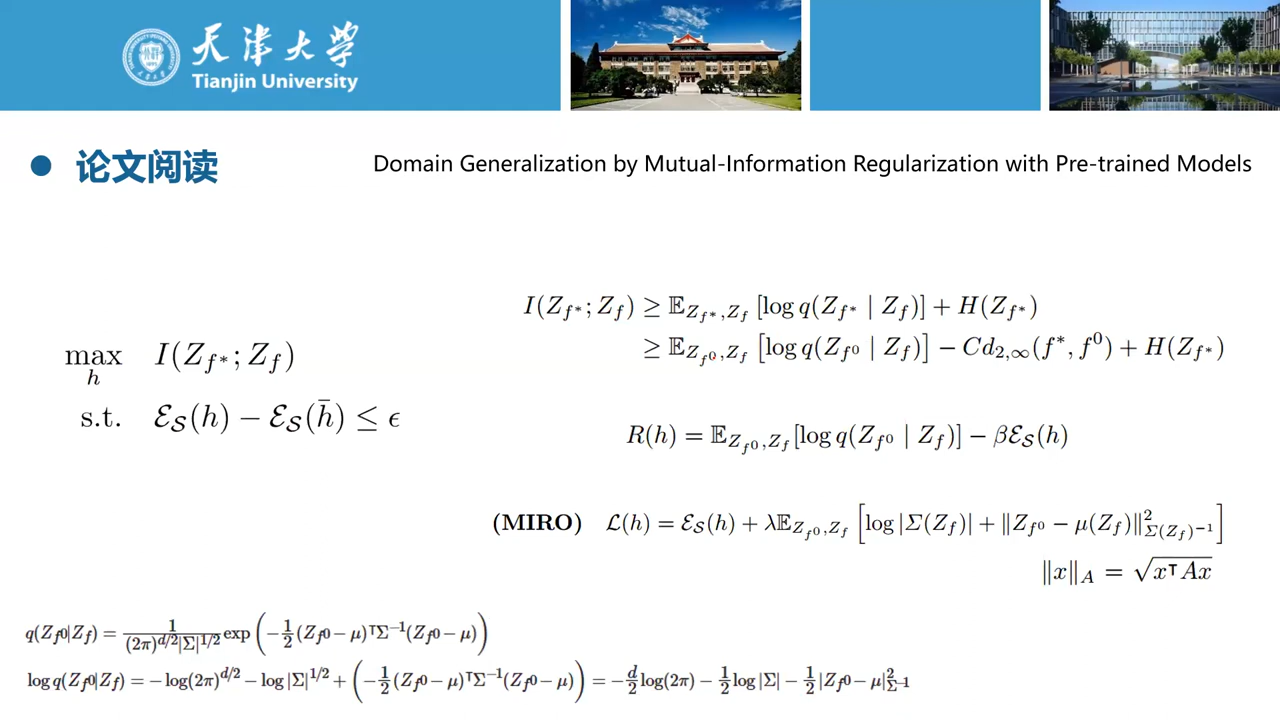 天津大学
Tianjin University
● 论文阅读
Domain Generalization by Mutual-Information Regularization with Pre-trained Models
max_h I(Z_{f*}; Z_f)
s.t. ℰ_𝒮(h) − ℰ_𝒮(h̄) ≤ ϵ
I(Z_{f*}; Z_f) ≥ 𝔼_{Z_{f*},Z_f} [log q(Z_{f*} | Z_f)] + H(Z_{f*})
≥ 𝔼_{Z_{f^0},Z_f} [log q(Z_{f^0} | Z_f)] − Cd_{2,∞}(f*, f^0) + H(Z_{f*})
R(h) = 𝔼_{Z_{f^0},Z_f}[log q(Z_{f^0} | Z_f)] − βℰ_𝒮(h)
(MIRO) ℒ(h) = ℰ_𝒮(h) + λ𝔼_{Z_{f^0},Z_f} [log |Σ(Z_f)| + ‖Z_{f^0} − μ(Z_f)‖²_{Σ(Z_f)^{−1}}]
‖x‖_A = √(x^⊤Ax)
q(Z_{f^0}|Z_f) = 1/((2π)^{d/2}|Σ|^{1/2}) exp(−1/2 (Z_{f^0} − μ)^⊤Σ^{−1}(Z_{f^0} − μ))
log q(Z_{f^0}|Z_f) = −log(2π)^{d/2} − log|Σ|^{1/2} + (−1/2 (Z_{f^0} − μ)^⊤Σ^{−1}(Z_{f^0} − μ)) = −d/2 log(2π) − 1/2 log|Σ| − 1/2 |Z_{f^0} − μ|²_{Σ^{−1}}